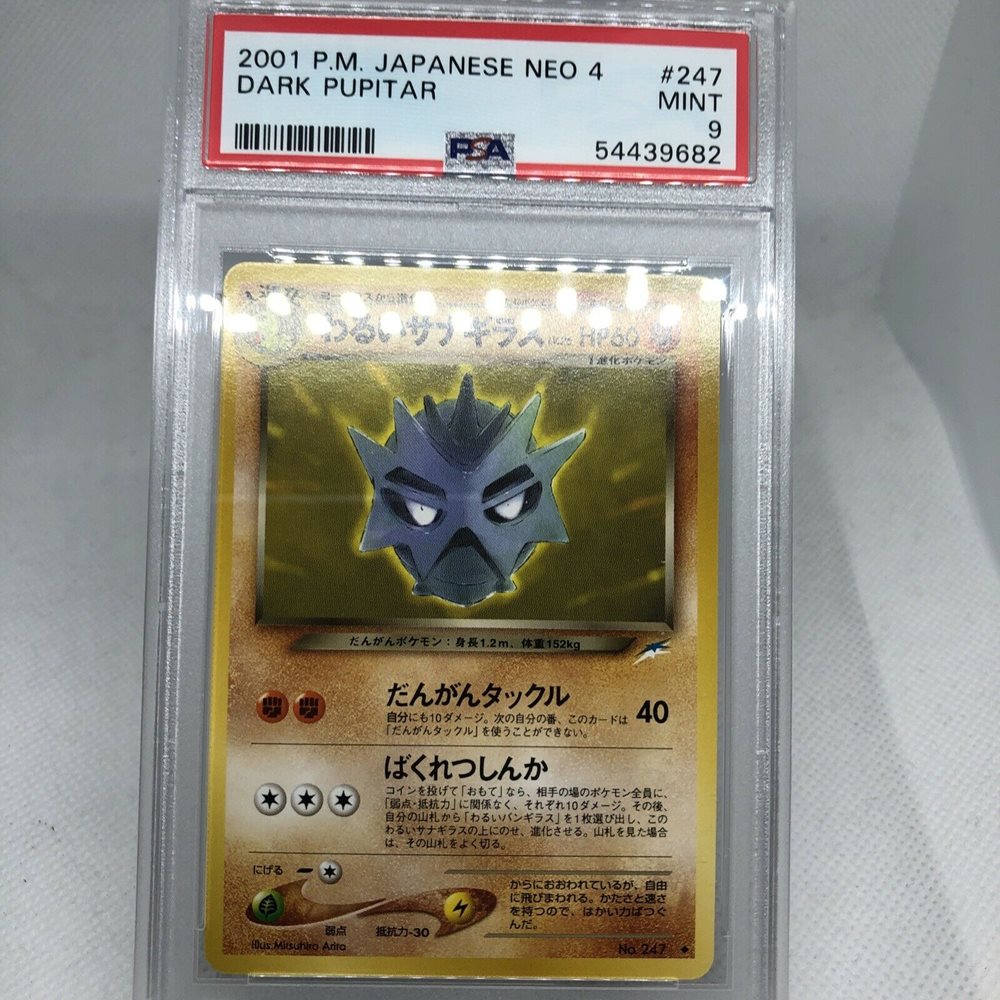 2001 P.M. JAPANESE NEO 4
#247
DARK PUPITAR
MINT
9
PSA
54439682
わるいサナギラス
HP60
1進化ポケモン
だんがんポケモン：身長1.2m、体重152kg
だんがんタックル
40
自分にも10ダメージ。次の自分の番、このカードは
「だんがんタックル」を使うことができない。
ばくれつしんか
コインを投げて「おもて」なら、相手の場のポケモン全員に、
「弱点・抵抗力」に関係なく、それぞれ10ダメージ。その後、
自分の山札から「わるいバンギラス」を1枚選び出し、この
わるいサナギラスの上にのせ、進化させる。山札を見た場合
は、その山札をよく切る。
にげる
からにおおわれているが、自由
に飛びまわれる。かたさと速さ
を持つので、はかい力ばつぐ
んだ。
弱点
抵抗力-30
Illus.Mitsuhiro Arita
No. 247